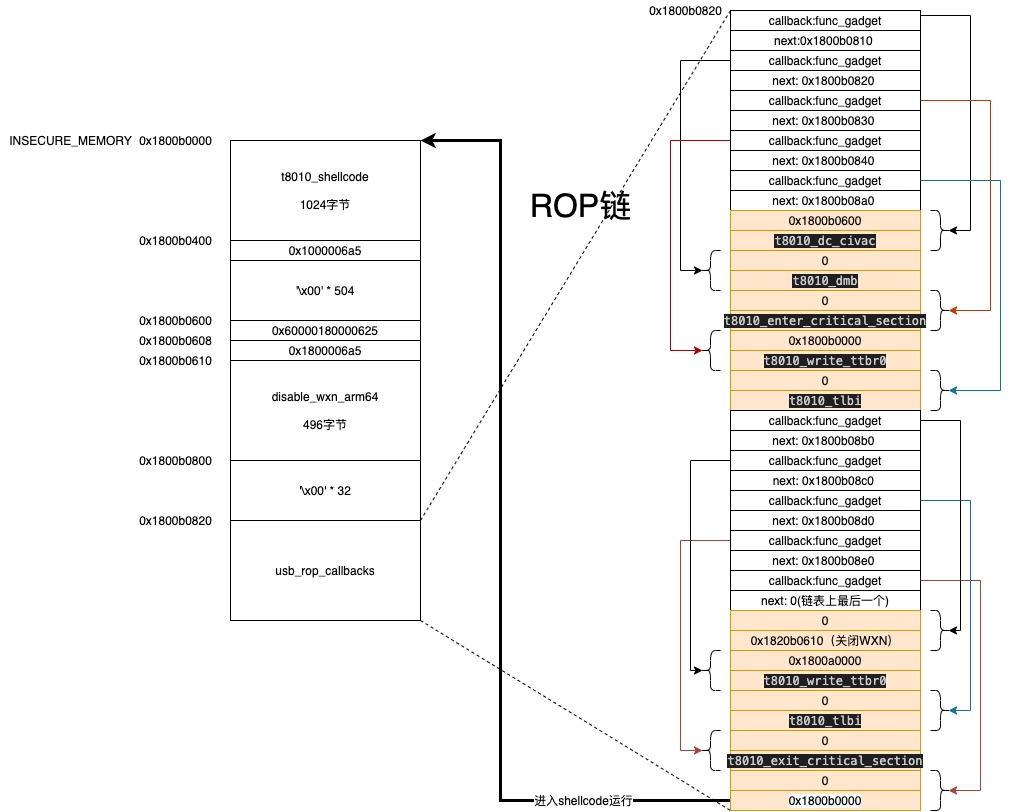 INSECURE_MEMORY 0x1800b0000
t8010_shellcode
1024字节
0x1800b0400
0x1000006a5
'\x00' * 504
0x1800b0600
0x60000180000625
0x1800b0608
0x1800006a5
0x1800b0610
disable_wxn_arm64
496字节
0x1800b0800
'\x00' * 32
0x1800b0820
usb_rop_callbacks
ROP链
0x1800b0820
callback:func_gadget
next:0x1800b0810
callback:func_gadget
next: 0x1800b0820
callback:func_gadget
next: 0x1800b0830
callback:func_gadget
next: 0x1800b0840
callback:func_gadget
next: 0x1800b08a0
0x1800b0600
t8010_dc_civac
0
t8010_dmb
0
t8010_enter_critical_section
0x1800b0000
t8010_write_ttbr0
0
t8010_tlbi
callback:func_gadget
next: 0x1800b08b0
callback:func_gadget
next: 0x1800b08c0
callback:func_gadget
next: 0x1800b08d0
callback:func_gadget
next: 0x1800b08e0
callback:func_gadget
next: 0(链表上最后一个)
0
0x1820b0610（关闭WXN）
0x1800a0000
t8010_write_ttbr0
0
t8010_tlbi
0
t8010_exit_critical_section
0
0x1800b0000
进入shellcode运行